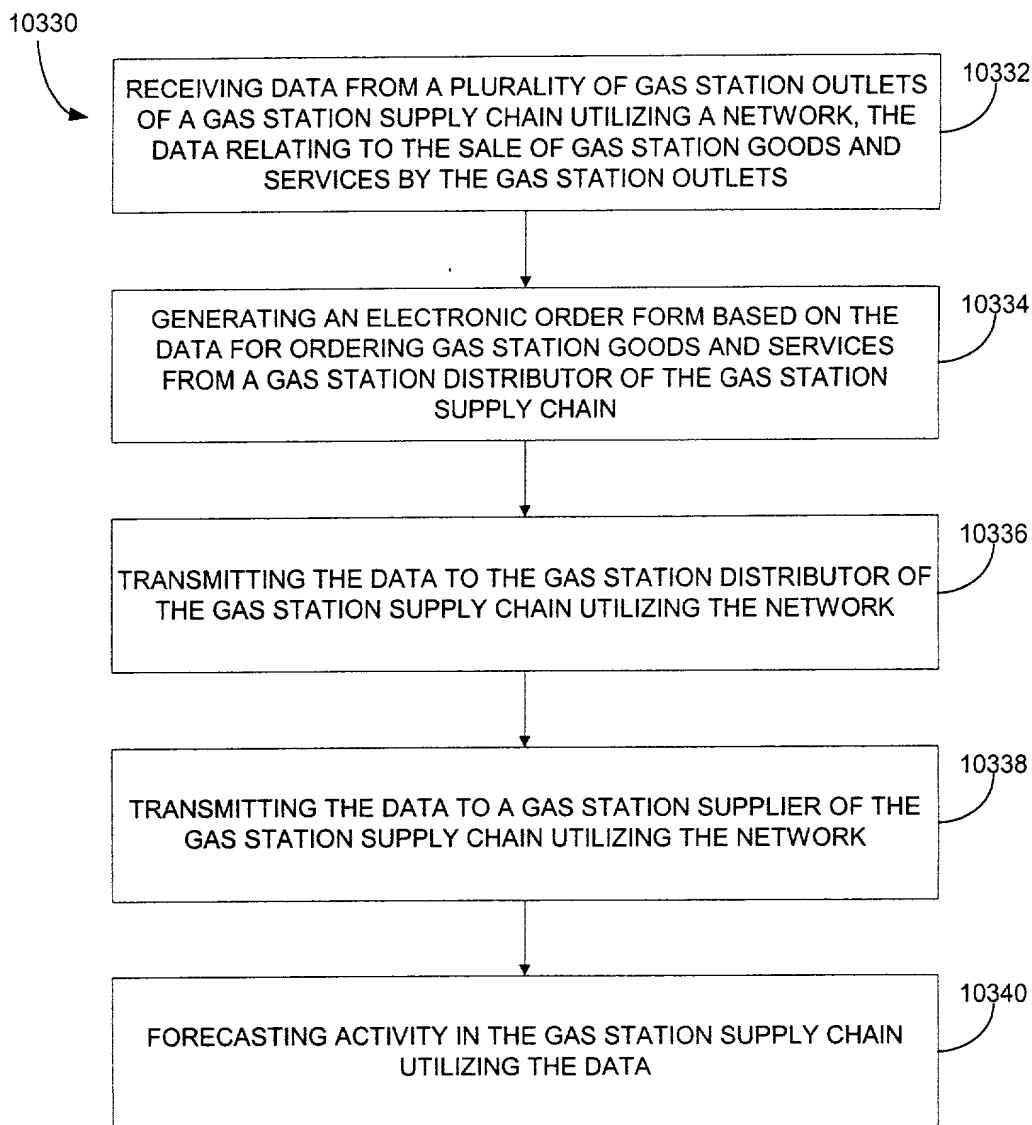 10330
RECEIVING DATA FROM A PLURALITY OF GAS STATION OUTLETS
OF A GAS STATION SUPPLY CHAIN UTILIZING A NETWORK, THE
DATA RELATING TO THE SALE OF GAS STATION GOODS AND
SERVICES BY THE GAS STATION OUTLETS
10332
GENERATING AN ELECTRONIC ORDER FORM BASED ON THE
DATA FOR ORDERING GAS STATION GOODS AND SERVICES
FROM A GAS STATION DISTRIBUTOR OF THE GAS STATION
SUPPLY CHAIN
10334
TRANSMITTING THE DATA TO THE GAS STATION DISTRIBUTOR OF
THE GAS STATION SUPPLY CHAIN UTILIZING THE NETWORK
10336
TRANSMITTING THE DATA TO A GAS STATION SUPPLIER OF THE
GAS STATION SUPPLY CHAIN UTILIZING THE NETWORK
10338
FORECASTING ACTIVITY IN THE GAS STATION SUPPLY CHAIN
UTILIZING THE DATA
10340